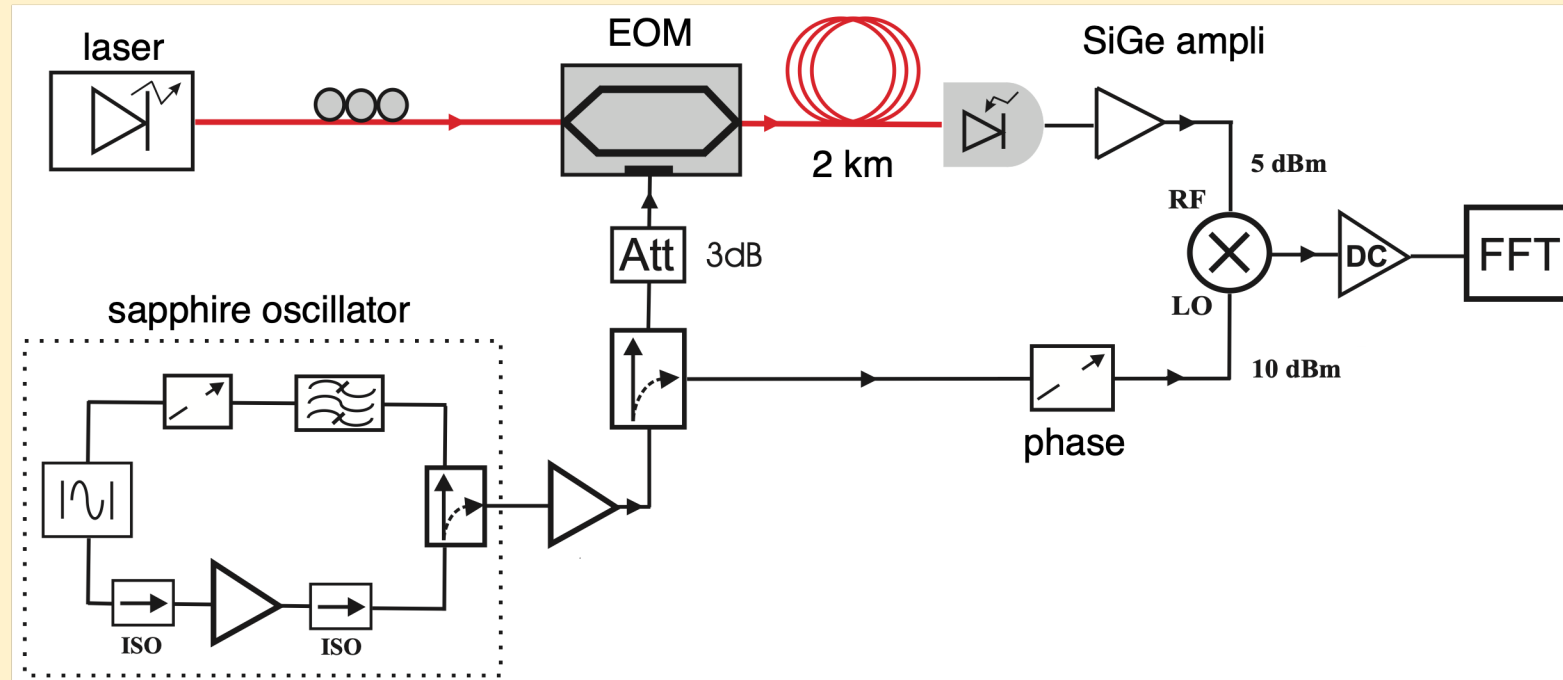 laser
EOM
SiGe ampli
2 km
5 dBm
RF
Att
3dB
DC
FFT
LO
sapphire oscillator
10 dBm
phase
ISO
ISO